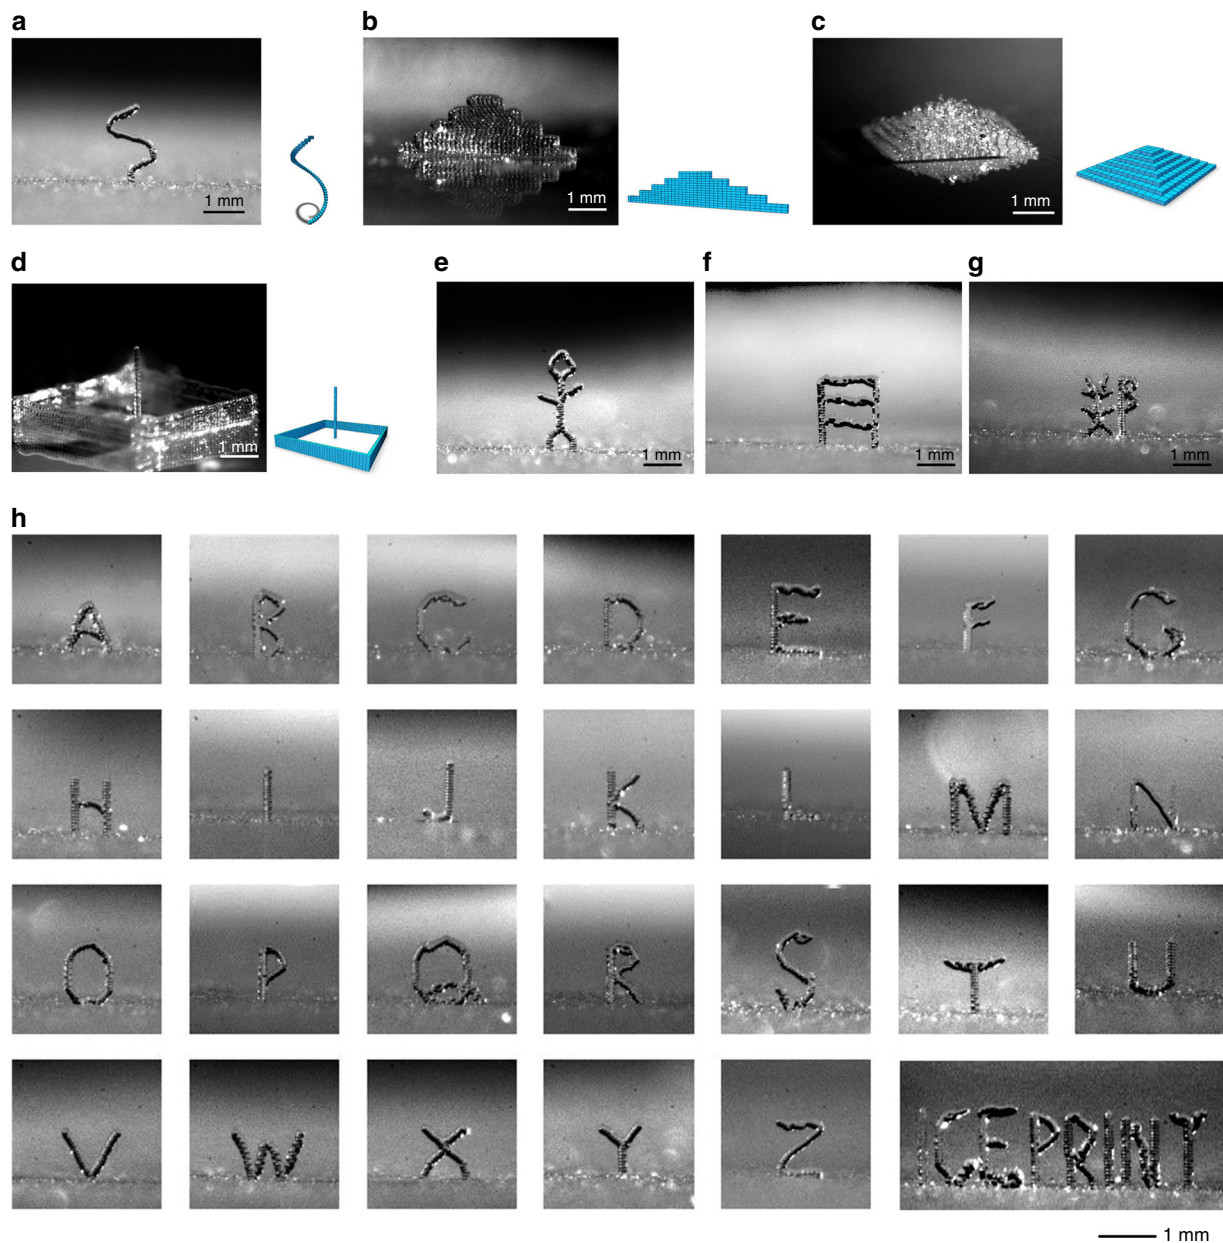 a b c
1 mm 1 mm 1 mm
d e f g
1 mm 1 mm 1 mm 1 mm
h
A B C D E F G
H I J K L M N
O P Q R S T U
V W X Y Z ICEPRINT
1 mm